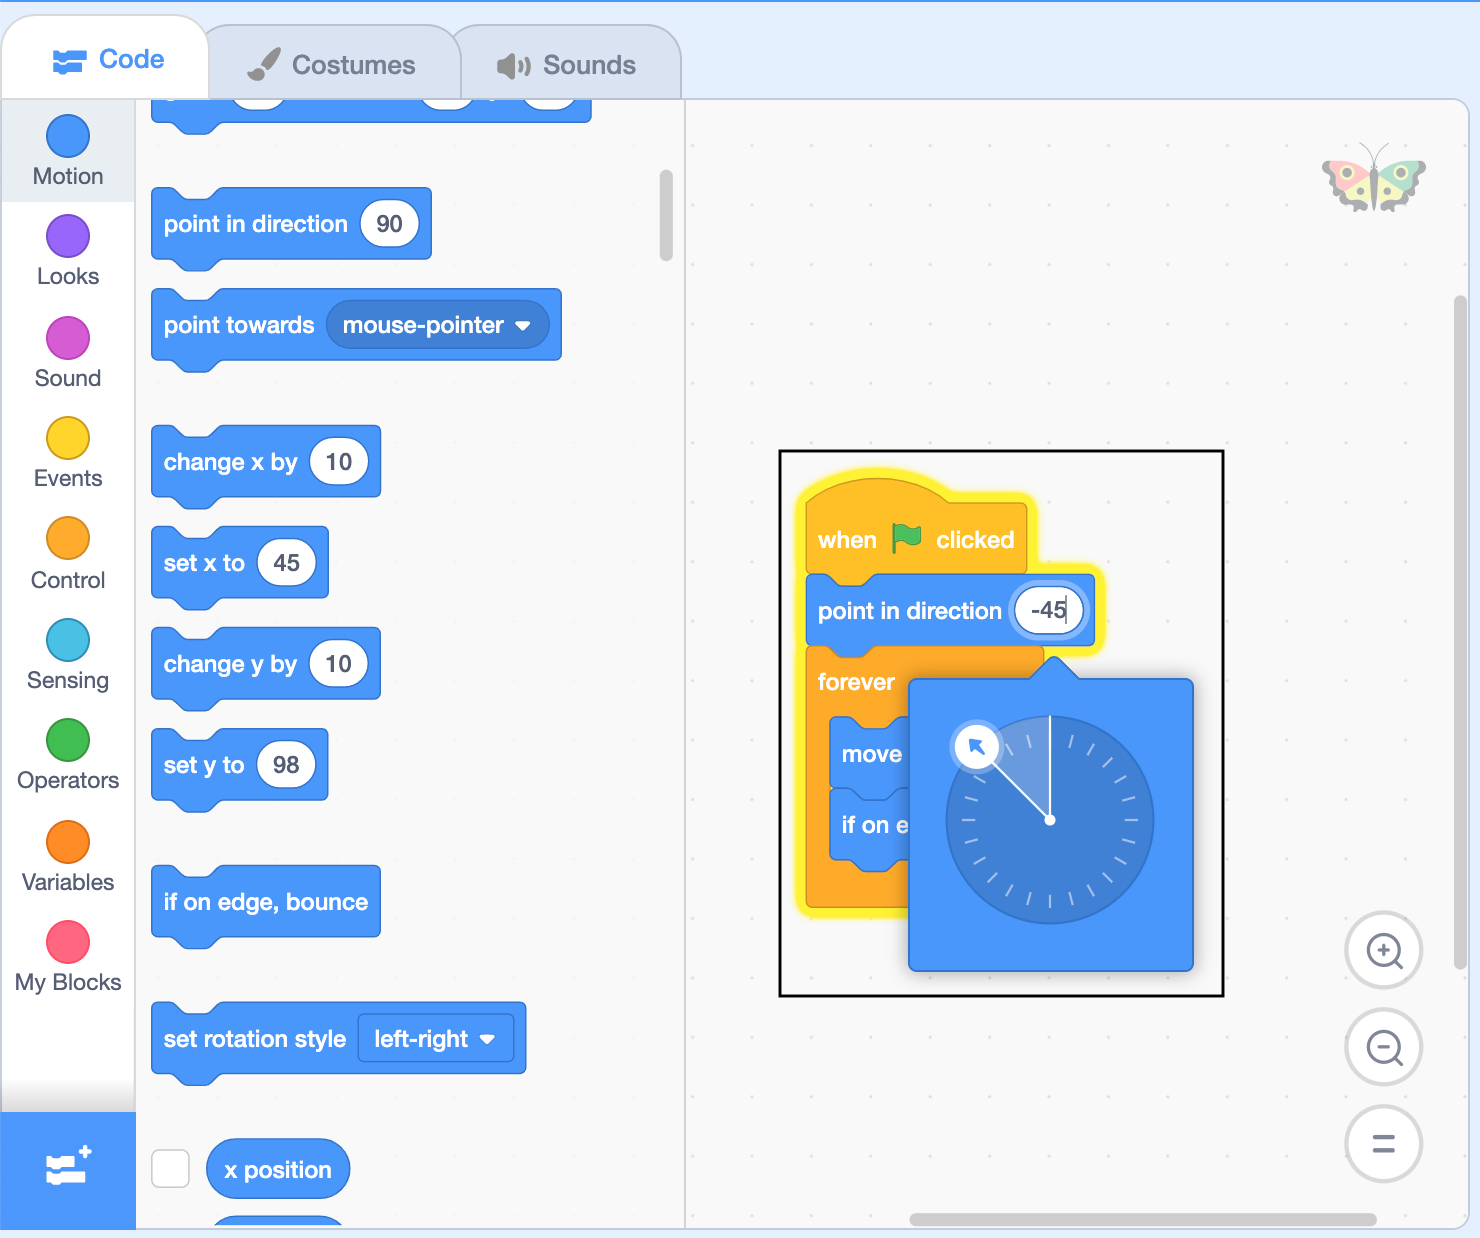 Code
Costumes
Sounds
Motion
Looks
Sound
Events
Control
Sensing
Operators
Variables
My Blocks
point in direction 90
point towards mouse-pointer
change x by 10
set x to 45
change y by 10
set y to 98
if on edge, bounce
set rotation style left-right
x position
when clicked
point in direction -45
forever
move
if on e